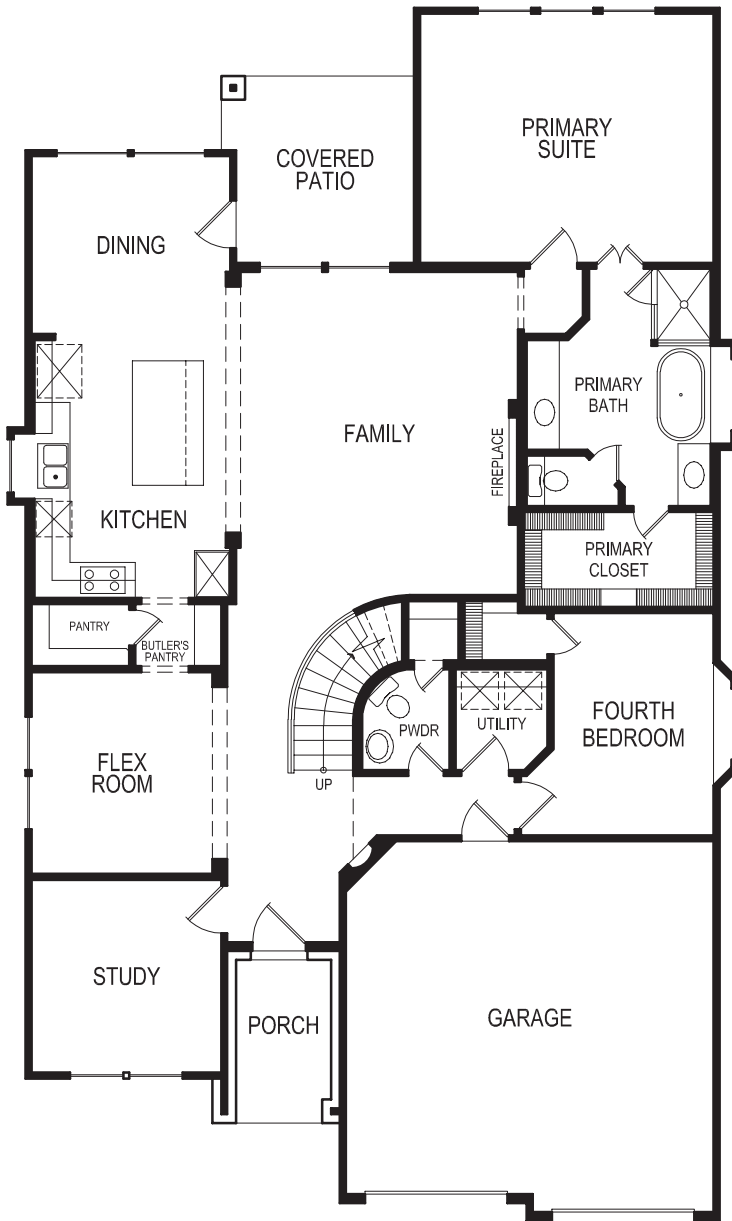 PRIMARY
SUITE
COVERED
PATIO
DINING
PRIMARY
BATH
FAMILY
FIREPLACE
KITCHEN
PRIMARY
CLOSET
PANTRY
BUTLER'S
PANTRY
FOURTH
BEDROOM
UTILITY
PWDR
FLEX
ROOM
UP
STUDY
PORCH
GARAGE